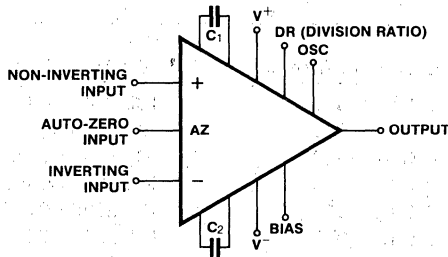 C1
V+
DR (DIVISION RATIO)
OSC
NON-INVERTING
INPUT
+
AUTO-ZERO
INPUT
AZ
OUTPUT
INVERTING
INPUT
−
C2
V−
BIAS